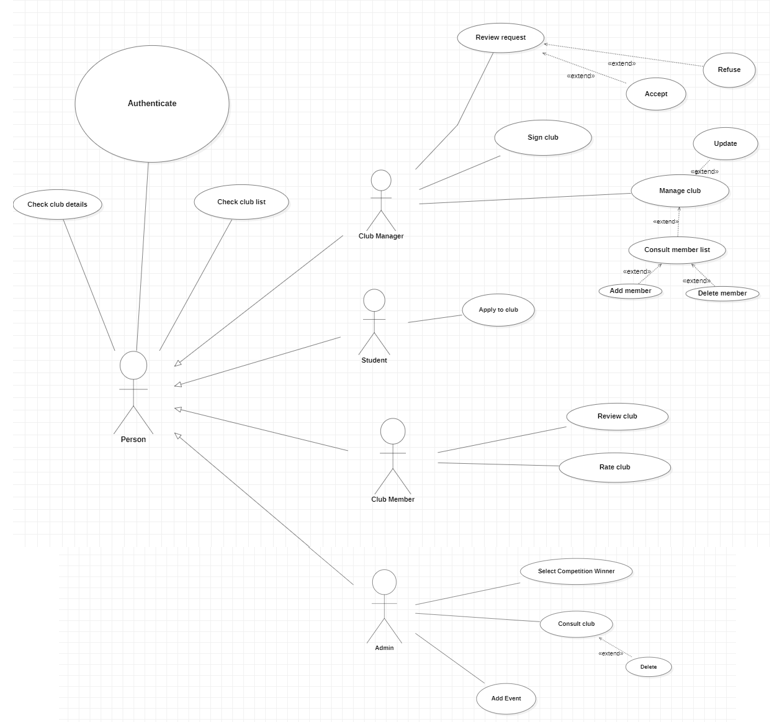 Review request
«extend»
Refuse
«extend»
Accept
Authenticate
Sign club
Update
«extend»
Manage club
Check club details
Check club list
Club Manager
«extend»
Consult member list
«extend»
«extend»
Add member
Delete member
Apply to club
Student
Person
Review club
Rate club
Club Member
Select Competition Winner
Consult club
Admin
«extend»
Delete
Add Event